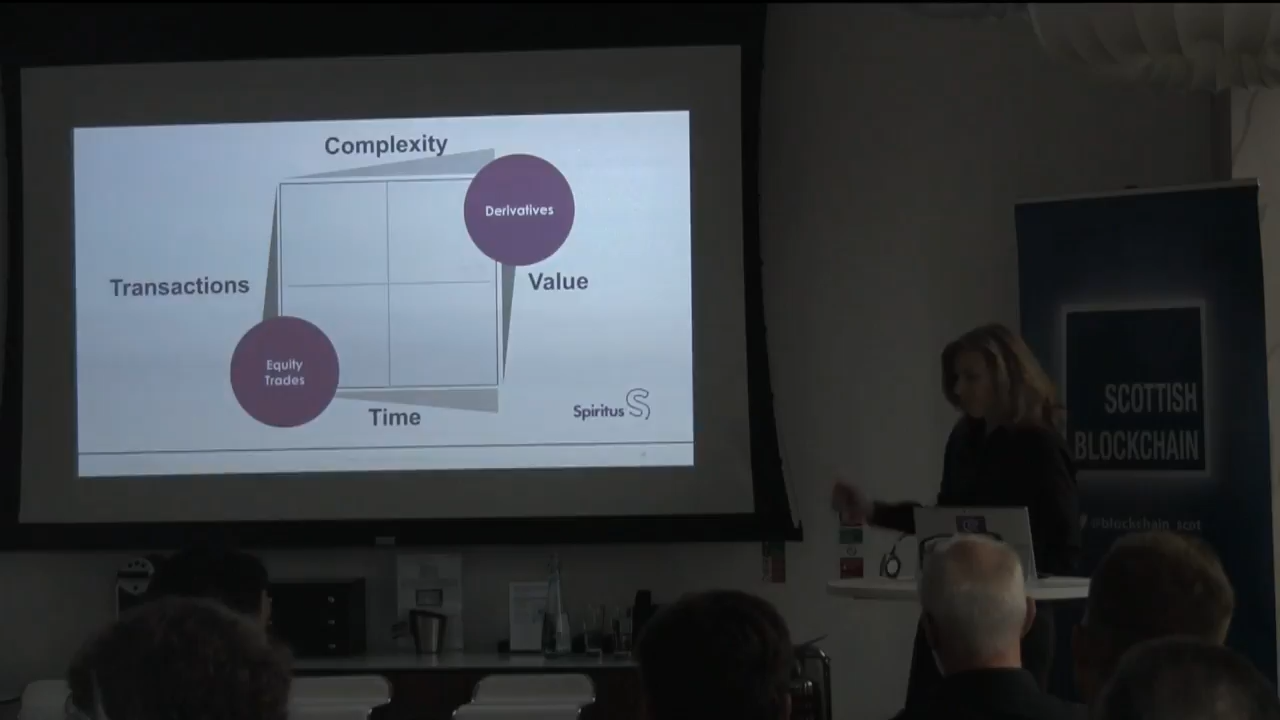 Complexity
Derivatives
Transactions
Value
Equity
Trades
Time
Spiritus
SCOTTISH
BLOCKCHAIN
@blockchain_scot